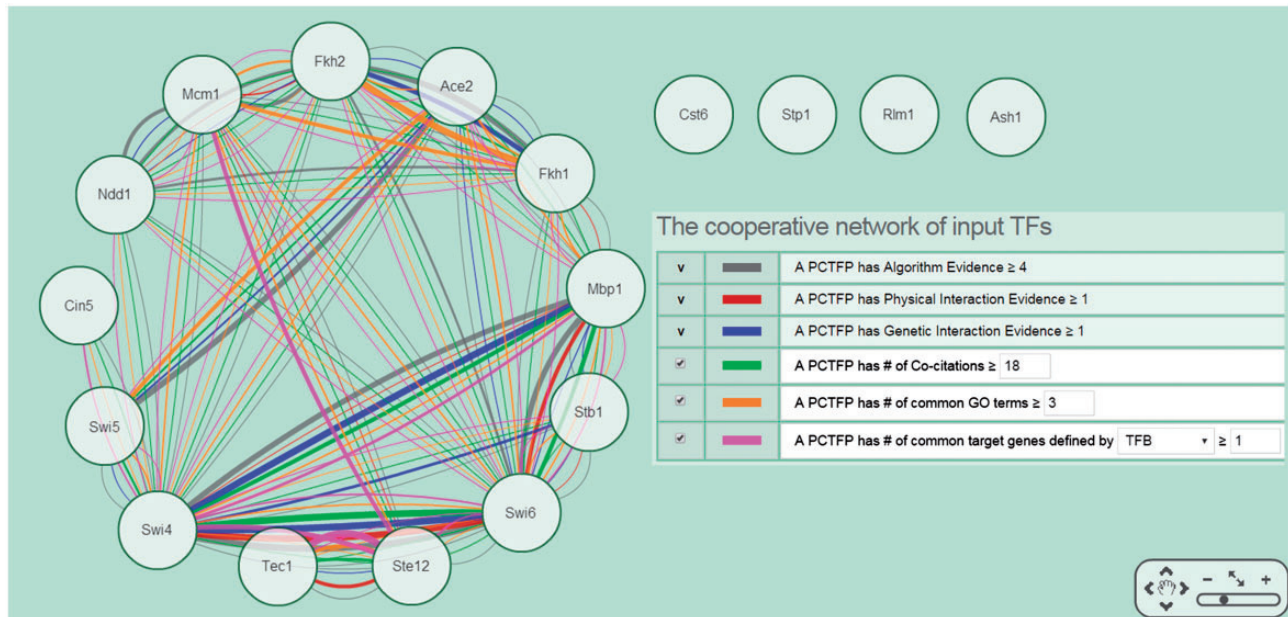 Fkh2
Ace2
Mcm1
Fkh1
Ndd1
Mbp1
Cin5
Stb1
Swi5
Swi6
Swi4
Tec1
Ste12
Cst6
Stp1
Rlm1
Ash1
The cooperative network of input TFs
v A PCTFP has Algorithm Evidence ≥ 4
v A PCTFP has Physical Interaction Evidence ≥ 1
v A PCTFP has Genetic Interaction Evidence ≥ 1
A PCTFP has # of Co-citations ≥ 18
A PCTFP has # of common GO terms ≥ 3
A PCTFP has # of common target genes defined by TFB ≥ 1